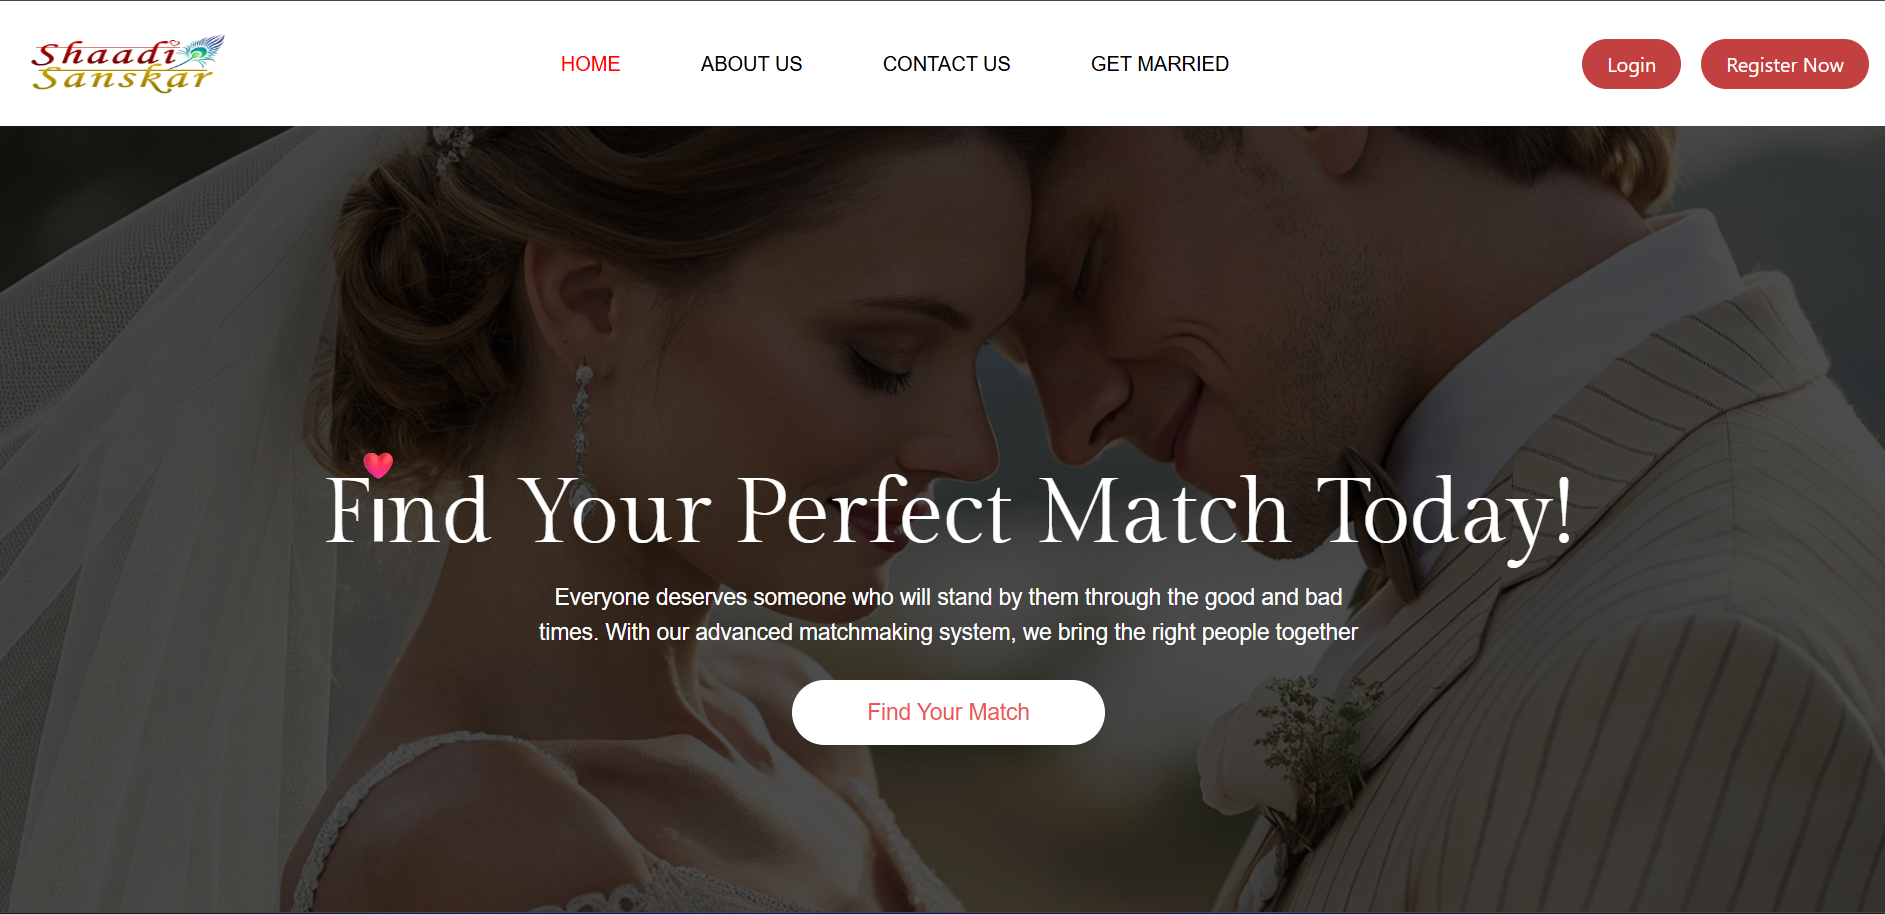 Shaadi
Sanskar
HOME
ABOUT US
CONTACT US
GET MARRIED
Login
Register Now
Find Your Perfect Match Today!
Everyone deserves someone who will stand by them through the good and bad
times. With our advanced matchmaking system, we bring the right people together
Find Your Match